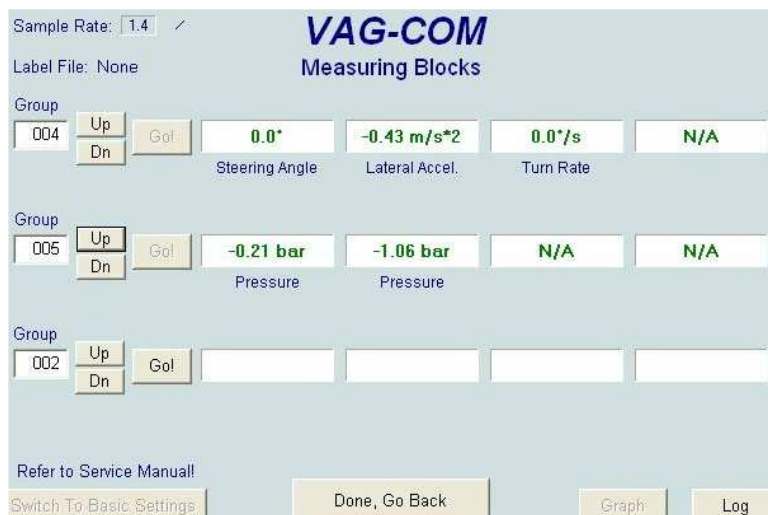 Sample Rate: 1.4 /
VAG-COM
Label File: None
Measuring Blocks
Group
004 Up Dn Go! 0.0° -0.43 m/s*2 0.0°/s N/A
Steering Angle Lateral Accel. Turn Rate
Group
005 Up Dn Go! -0.21 bar -1.06 bar N/A N/A
Pressure Pressure
Group
002 Up Dn Go!
Refer to Service Manual!
Switch To Basic Settings Done, Go Back Graph Log